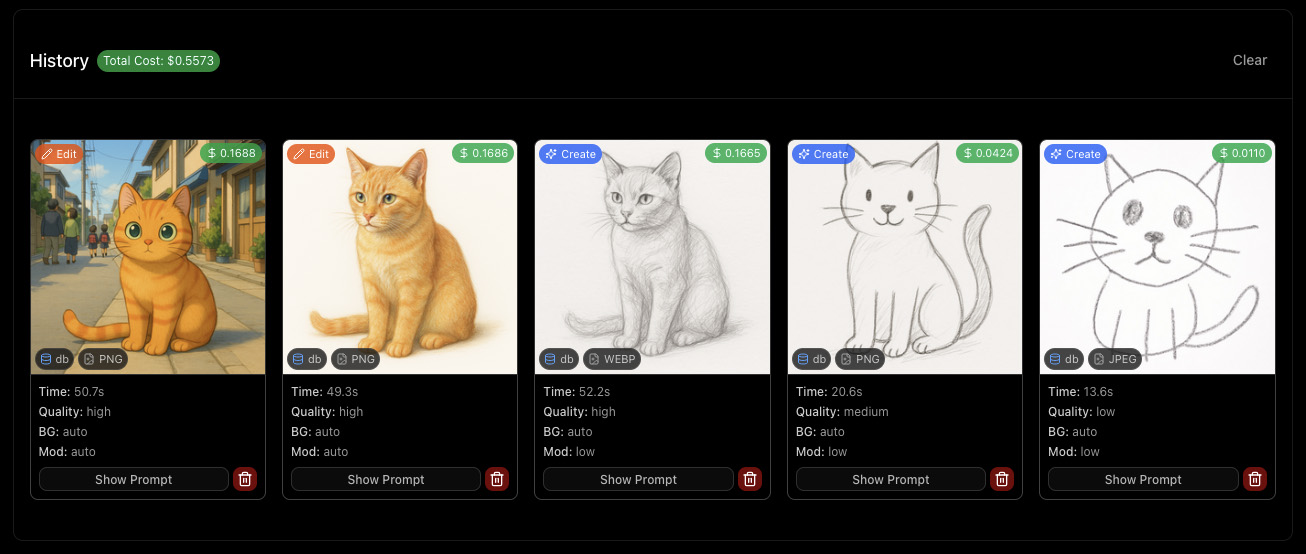 History Total Cost: $0.5573 Clear
Edit $ 0.1688
db PNG
Time: 50.7s
Quality: high
BG: auto
Mod: auto
Show Prompt
Edit $ 0.1686
db PNG
Time: 49.3s
Quality: high
BG: auto
Mod: auto
Show Prompt
Create $ 0.1665
db WEBP
Time: 52.2s
Quality: high
BG: auto
Mod: low
Show Prompt
Create $ 0.0424
db PNG
Time: 20.6s
Quality: medium
BG: auto
Mod: low
Show Prompt
Create $ 0.0110
db JPEG
Time: 13.6s
Quality: low
BG: auto
Mod: low
Show Prompt